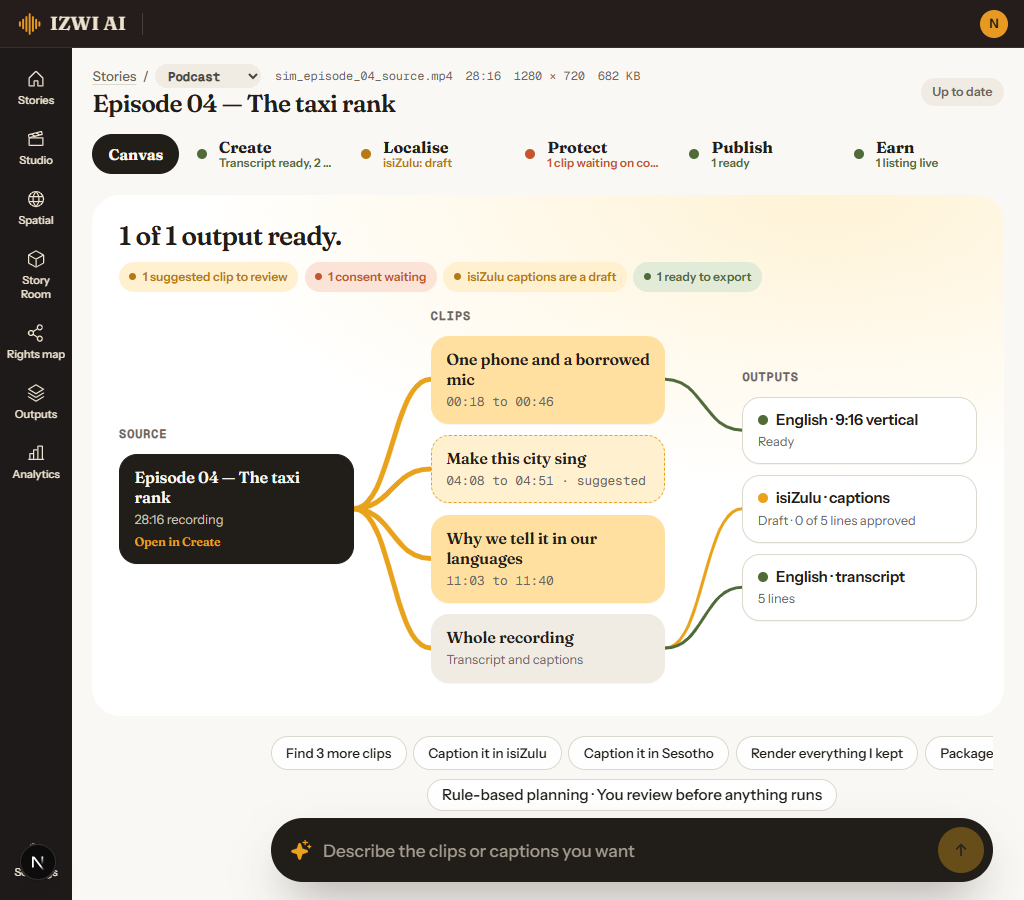 IZWI AI
N
Stories
Studio
Spatial
Story
Room
Rights map
Outputs
Analytics
N
Stories / Podcast sim_episode_04_source.mp4 28:16 1280 × 720 682 KB
Episode 04 — The taxi rank
Up to date
Canvas
Create
Transcript ready, 2 ...
Localise
isiZulu: draft
Protect
1 clip waiting on co...
Publish
1 ready
Earn
1 listing live
1 of 1 output ready.
1 suggested clip to review
1 consent waiting
isiZulu captions are a draft
1 ready to export
SOURCE
Episode 04 — The taxi
rank
28:16 recording
Open in Create
CLIPS
One phone and a borrowed
mic
00:18 to 00:46
Make this city sing
04:08 to 04:51 · suggested
Why we tell it in our
languages
11:03 to 11:40
Whole recording
Transcript and captions
OUTPUTS
English · 9:16 vertical
Ready
isiZulu · captions
Draft · 0 of 5 lines approved
English · transcript
5 lines
Find 3 more clips
Caption it in isiZulu
Caption it in Sesotho
Render everything I kept
Package
Rule-based planning · You review before anything runs
Describe the clips or captions you want